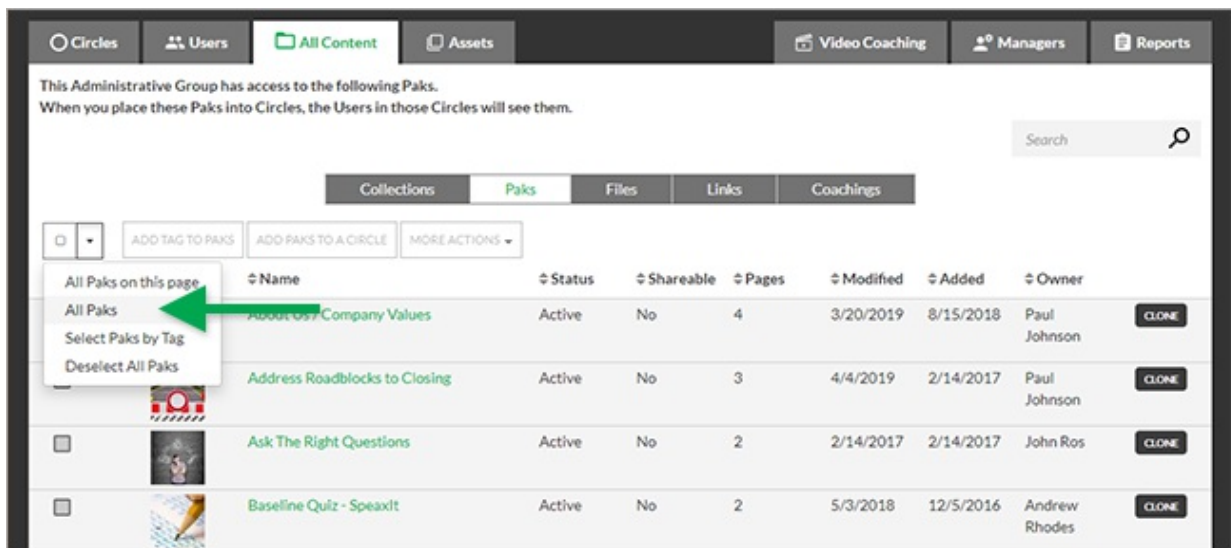 Circles Users All Content Assets Video Coaching Managers Reports
This Administrative Group has access to the following Paks.
When you place these Paks into Circles, the Users in those Circles will see them.
Search
Collections Paks Files Links Coachings
ADD TAG TO PAKS ADD PAKS TO A CIRCLE MORE ACTIONS
All Paks on this page
All Paks
Select Paks by Tag
Deselect All Paks
Name Status Shareable Pages Modified Added Owner
About Us / Company Values Active No 4 3/20/2019 8/15/2018 Paul Johnson CLONE
Address Roadblocks to Closing Active No 3 4/4/2019 2/14/2017 Paul Johnson CLONE
Ask The Right Questions Active No 2 2/14/2017 2/14/2017 John Ros CLONE
Baseline Quiz - SpeaxIt Active No 2 5/3/2018 12/5/2016 Andrew Rhodes CLONE